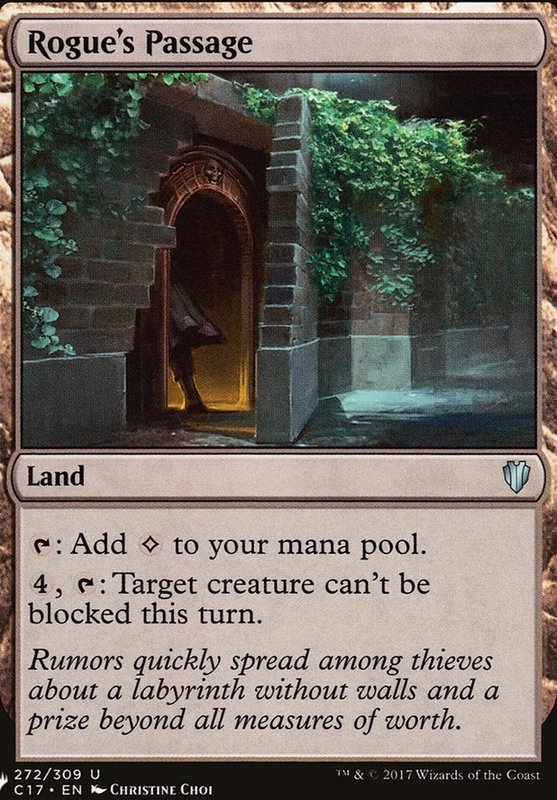 Rogue's Passage
Land
: Add to your mana pool.
4, : Target creature can't be
blocked this turn.
Rumors quickly spread among thieves
about a labyrinth without walls and a
prize beyond all measures of worth.
272/309 U
C17 • EN Christine Choi
™ & © 2017 Wizards of the Coast